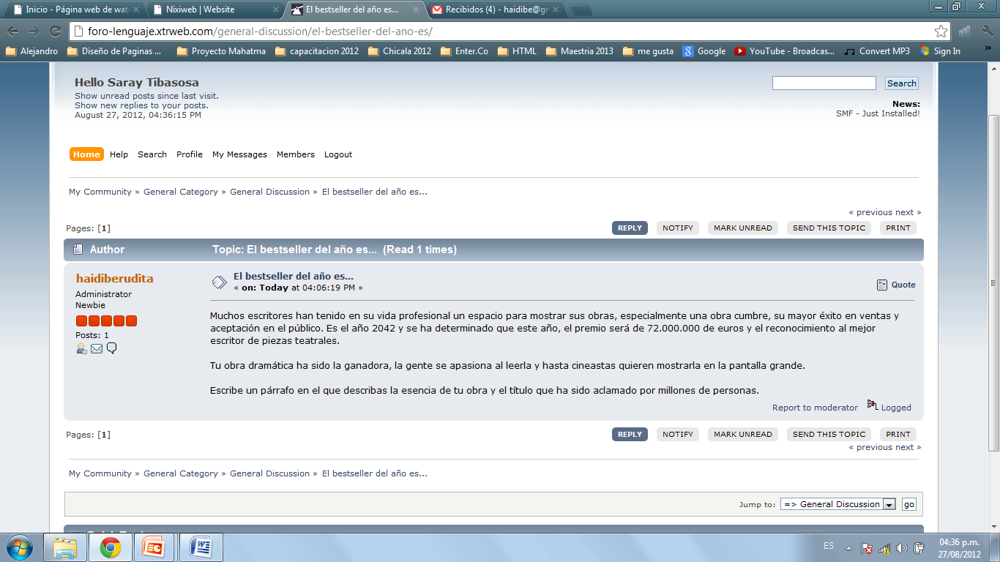 Inicio - Página web de wat
Nixiweb | Website
El bestseller del año es...
Recibidos (4) - haidibe@gr
foro-lenguaje.xtrweb.com/general-discussion/el-bestseller-del-ano-es/
Alejandro
Diseño de Paginas ...
Proyecto Mahatma
capacitacion 2012
Chicala 2012
Enter.Co
HTML
Maestria 2013
me gusta
Google
YouTube - Broadcas...
Convert MP3
Sign In
»
Hello Saray Tibasosa
Show unread posts since last visit.
Show new replies to your posts.
August 27, 2012, 04:36:15 PM
Search
News:
SMF - Just Installed!
Home Help Search Profile My Messages Members Logout
My Community » General Category » General Discussion » El bestseller del año es...
« previous next »
Pages: [1]
REPLY NOTIFY MARK UNREAD SEND THIS TOPIC PRINT
Author Topic: El bestseller del año es... (Read 1 times)
haidiberudita
Administrator
Newbie
Posts: 1
El bestseller del año es...
« on: Today at 04:06:19 PM »
Quote
Muchos escritores han tenido en su vida profesional un espacio para mostrar sus obras, especialmente una obra cumbre, su mayor éxito en ventas y
aceptación en el público. Es el año 2042 y se ha determinado que este año, el premio será de 72.000.000 de euros y el reconocimiento al mejor
escritor de piezas teatrales.
Tu obra dramática ha sido la ganadora, la gente se apasiona al leerla y hasta cineastas quieren mostrarla en la pantalla grande.
Escribe un párrafo en el que describas la esencia de tu obra y el título que ha sido aclamado por millones de personas.
Report to moderator Logged
Pages: [1]
REPLY NOTIFY MARK UNREAD SEND THIS TOPIC PRINT
« previous next »
My Community » General Category » General Discussion » El bestseller del año es...
Jump to: => General Discussion go
ES
04:36 p.m.
27/08/2012